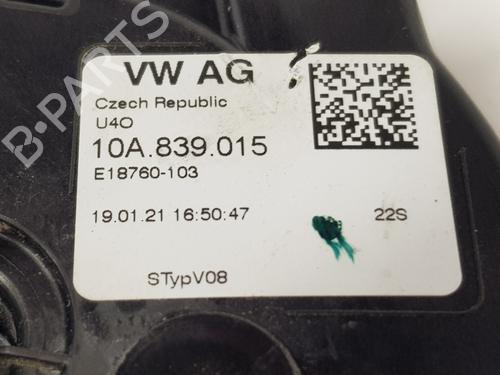 VW AG
Czech Republic
U4O
10A.839.015
E18760-103
19.01.21 16:50:47
22S
STypV08
B-PARTS